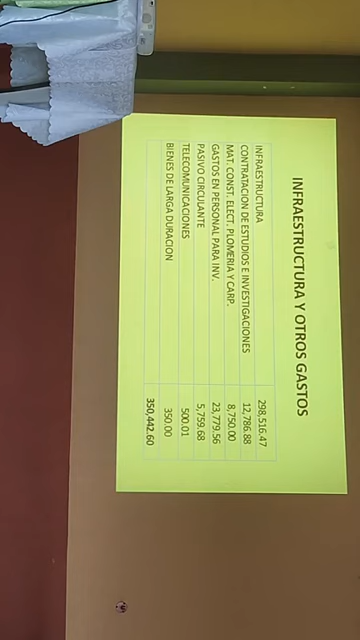 INFRAESTRUCTURA Y OTROS GASTOS
INFRAESTRUCTURA 298,516.47
CONTRATACION DE ESTUDIOS E INVESTIGACIONES 12,786.88
MAT. CONST. ELECT. PLOMERIA Y CARP. 8,750.00
GASTOS EN PERSONAL PARA INV. 23,779.56
PASIVO CIRCULANTE 5,759.68
TELECOMUNICACIONES 500.01
BIENES DE LARGA DURACION 350.00
350,442.60